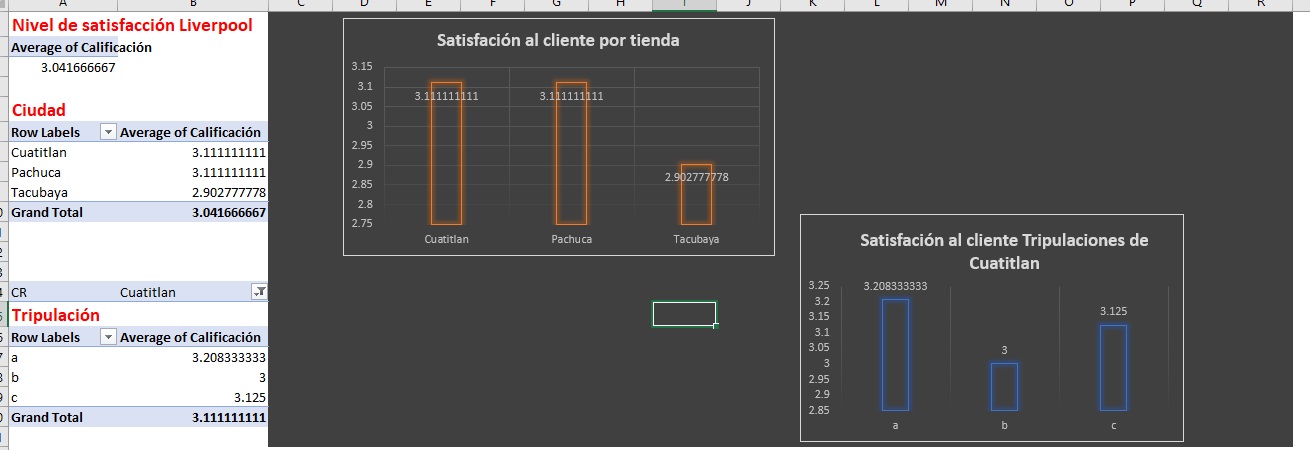 A B C D E F G H I J K L M N O P Q R
Nivel de satisfacción Liverpool
Average of Calificación
3.041666667
Ciudad
Row Labels Average of Calificación
Cuatitlan 3.111111111
Pachuca 3.111111111
Tacubaya 2.902777778
Grand Total 3.041666667
CR Cuatitlan
Tripulación
Row Labels Average of Calificación
a 3.208333333
b 3
c 3.125
Grand Total 3.111111111
Satisfación al cliente por tienda
3.15
3.1
3.05
3
2.95
2.9
2.85
2.8
2.75
3.111111111 3.111111111 2.902777778
Cuatitlan Pachuca Tacubaya
Satisfación al cliente Tripulaciones de
Cuatitlan
3.25
3.2
3.15
3.1
3.05
3
2.95
2.9
2.85
3.208333333 3 3.125
a b c